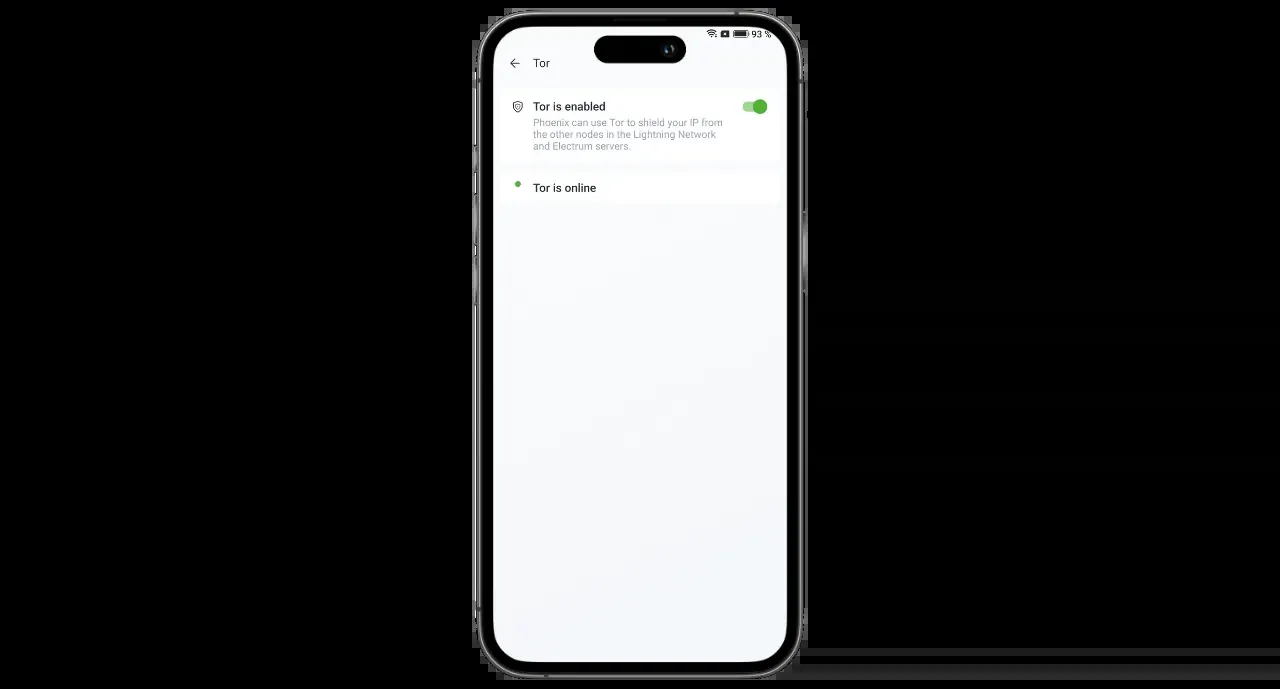 93 %
Tor
Tor is enabled
Phoenix can use Tor to shield your IP from
the other nodes in the Lightning Network
and Electrum servers.
Tor is online